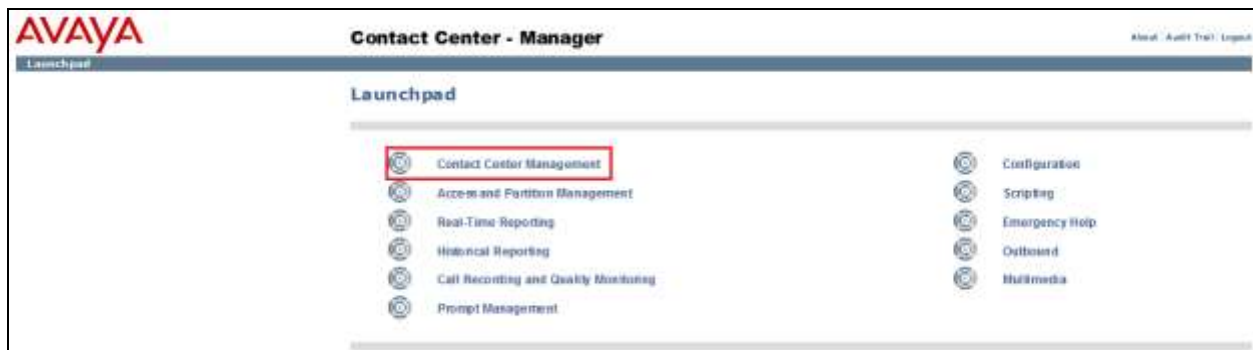 AVAYA
Contact Center - Manager
About | Audit Trail | Logout
Launchpad
Launchpad
Contact Center Management
Configuration
Access and Partition Management
Scripting
Real-Time Reporting
Emergency Help
Historical Reporting
Outbound
Call Recording and Quality Monitoring
Multimedia
Prompt Management